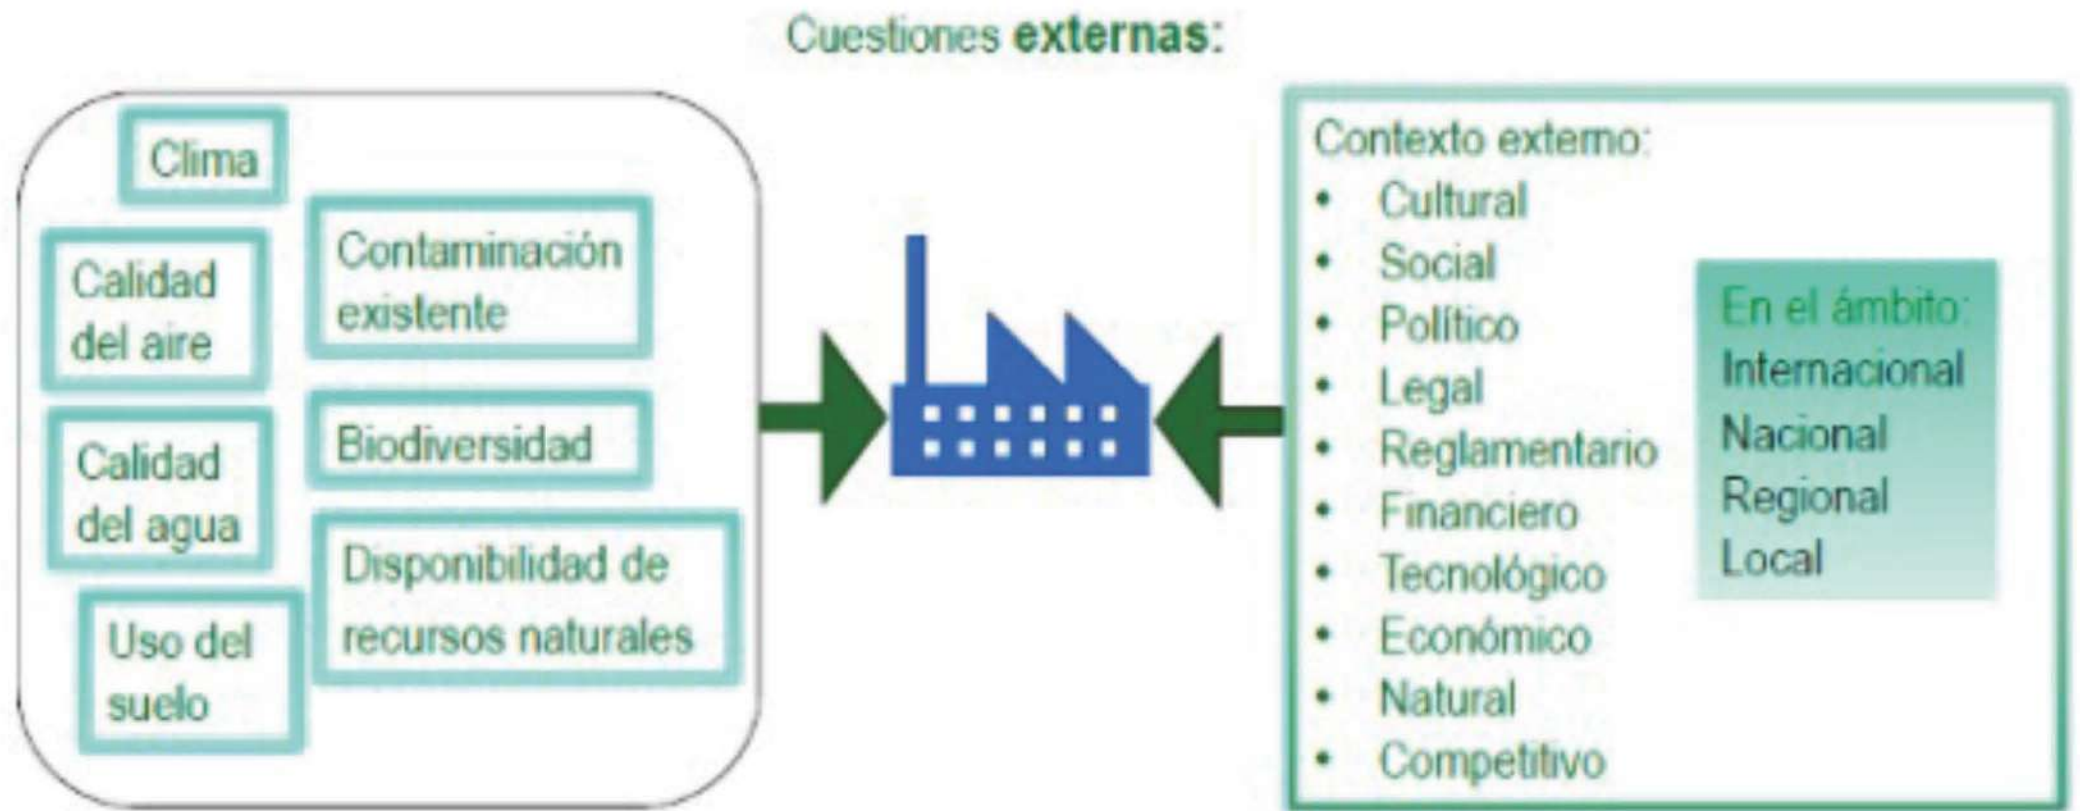 Cuestiones externas:
Clima
Calidad
del aire
Contaminación
existente
Calidad
del agua
Biodiversidad
Uso del
suelo
Disponibilidad de
recursos naturales
Contexto externo:
• Cultural
• Social
• Político
• Legal
• Reglamentario
• Financiero
• Tecnológico
• Económico
• Natural
• Competitivo
En el ámbito:
Internacional
Nacional
Regional
Local